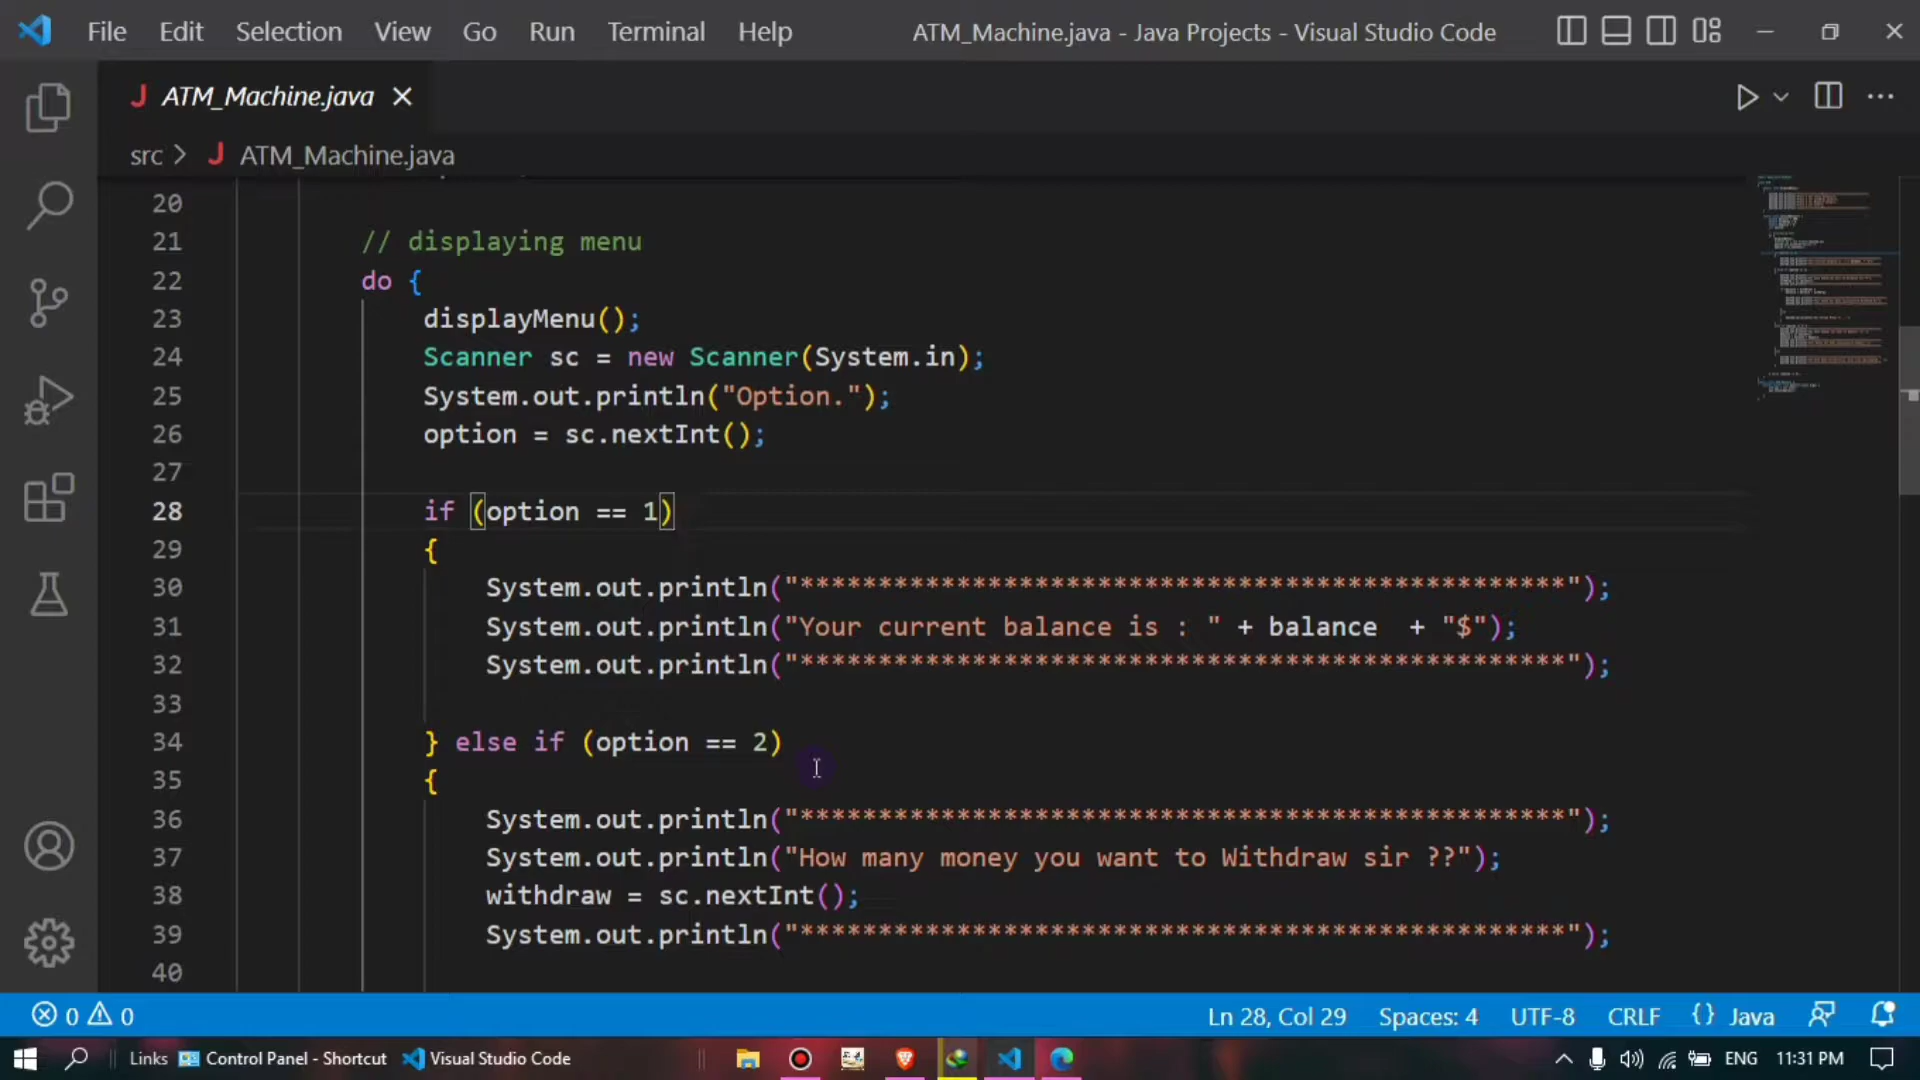 File Edit Selection View Go Run Terminal Help ATM_Machine.java - Java Projects - Visual Studio Code
ATM_Machine.java
src > ATM_Machine.java
20
21 // displaying menu
22 do {
23 displayMenu();
24 Scanner sc = new Scanner(System.in);
25 System.out.println("Option.");
26 option = sc.nextInt();
27
28 if (option == 1)
29 {
30 System.out.println("*************************************************");
31 System.out.println("Your current balance is : " + balance  + "$");
32 System.out.println("*************************************************");
33
34 } else if (option == 2)
35 {
36 System.out.println("*************************************************");
37 System.out.println("How many money you want to Withdraw sir ??");
38 withdraw = sc.nextInt();
39 System.out.println("*************************************************");
40
0 0 Ln 28, Col 29 Spaces: 4 UTF-8 CRLF {} Java
Links Control Panel - Shortcut Visual Studio Code ENG 11:31 PM